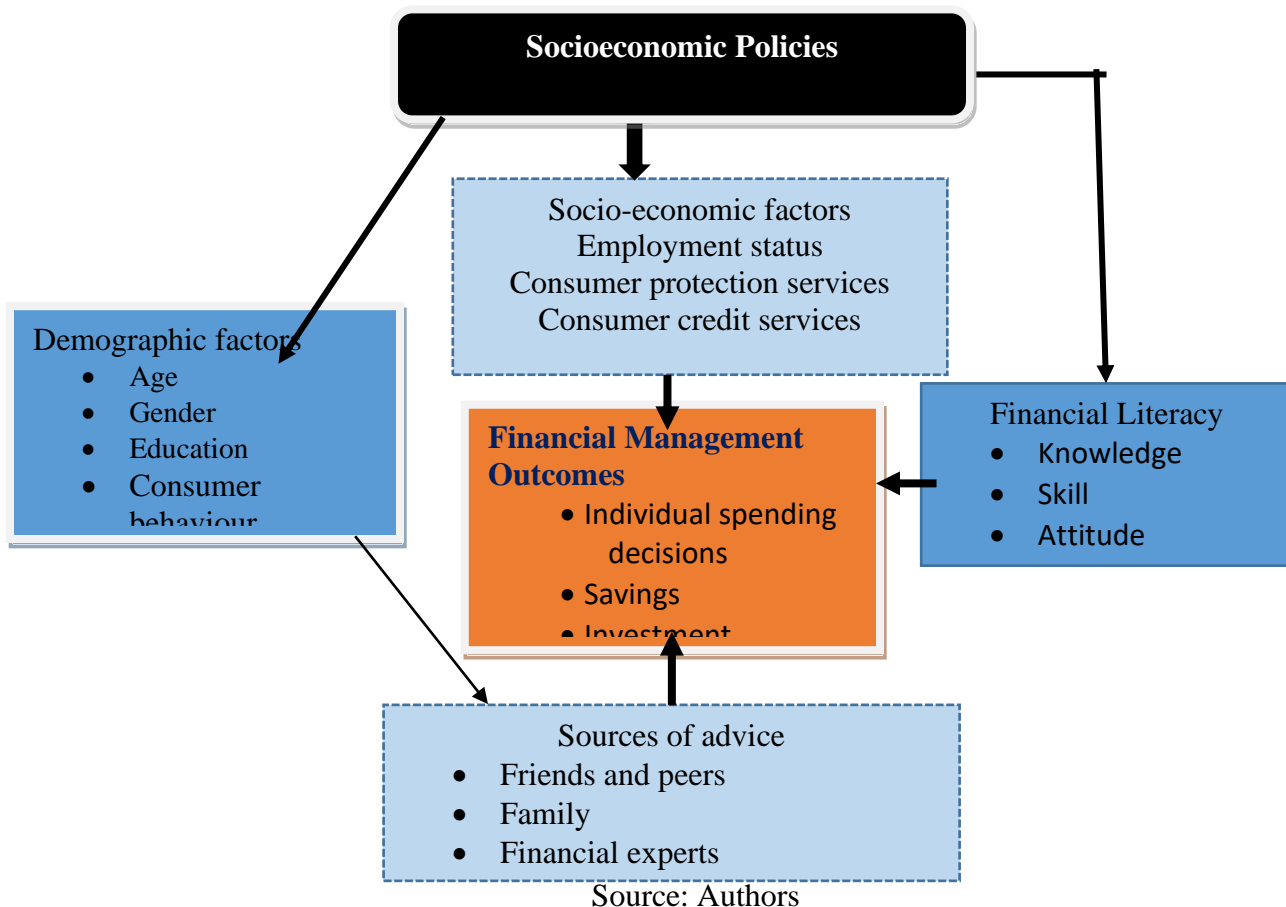 Socioeconomic Policies
Socio-economic factors
Employment status
Consumer protection services
Consumer credit services
Demographic factors
• Age
• Gender
• Education
• Consumer
behaviour
Financial Management
Outcomes
• Individual spending
decisions
• Savings
• Investment
Financial Literacy
• Knowledge
• Skill
• Attitude
Sources of advice
• Friends and peers
• Family
• Financial experts
Source: Authors